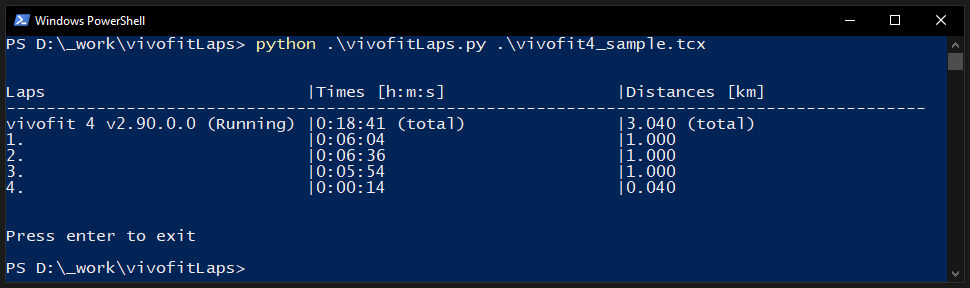 Windows PowerShell
PS D:\_work\vivofitLaps> python .\vivofitLaps.py .\vivofit4_sample.tcx
Laps |Times [h:m:s] |Distances [km]
--------------------------------------------------------------------------------------------
vivofit 4 v2.90.0.0 (Running) |0:18:41 (total) |3.040 (total)
1. |0:06:04 |1.000
2. |0:06:36 |1.000
3. |0:05:54 |1.000
4. |0:00:14 |0.040
Press enter to exit
PS D:\_work\vivofitLaps>